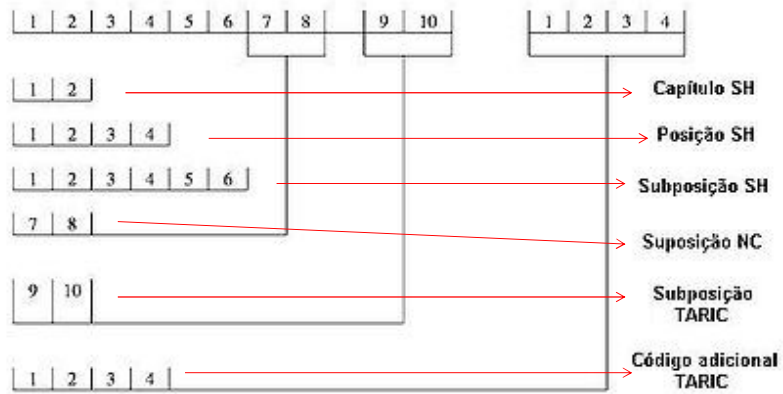 1 2 3 4 5 6 7 8 9 10 1 2 3 4
1 2 Capítulo SH
1 2 3 4 Posição SH
1 2 3 4 5 6 Subposição SH
7 8 Suposição NC
9 10 Subposição
TARIC
Código adicional
1 2 3 4 TARIC